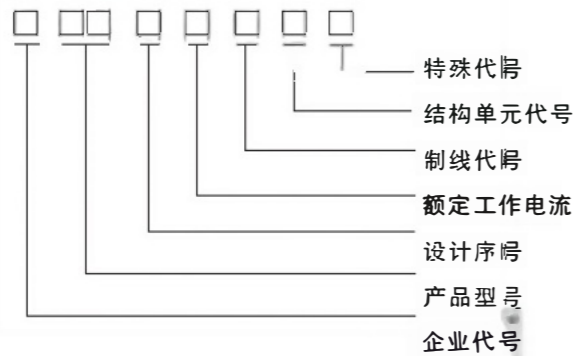 □ □□ □ □ □ □ □
特殊代号
结构单元代号
制线代号
额定工作电流
设计序号
产品型号
企业代号